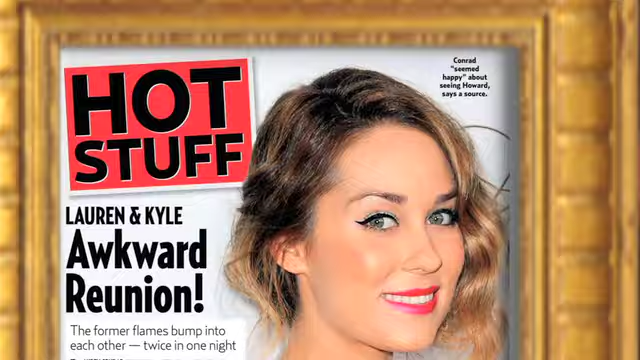 HOT
STUFF
Conrad
"seemed
happy" about
seeing Howard,
says a source.
LAUREN & KYLE
Awkward
Reunion!
The former flames bump into
each other — twice in one night